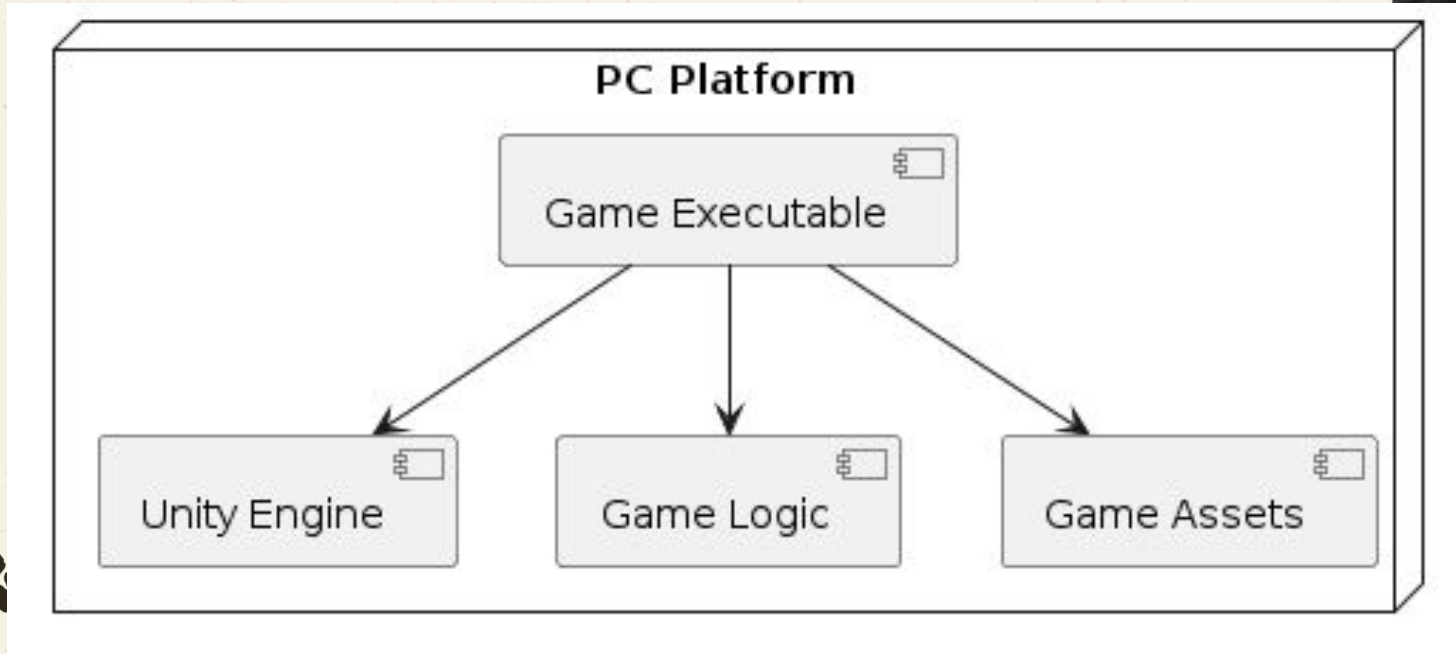 PC Platform
Game Executable
Unity Engine
Game Logic
Game Assets